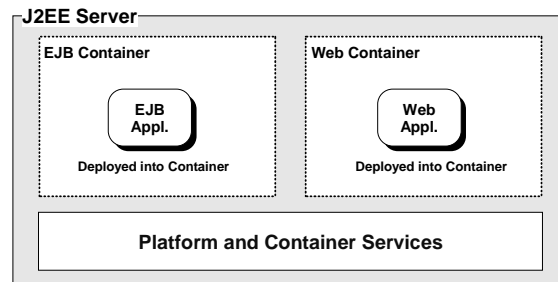 J2EE Server
EJB Container
EJB
Appl.
Deployed into Container
Web Container
Web
Appl.
Deployed into Container
Platform and Container Services